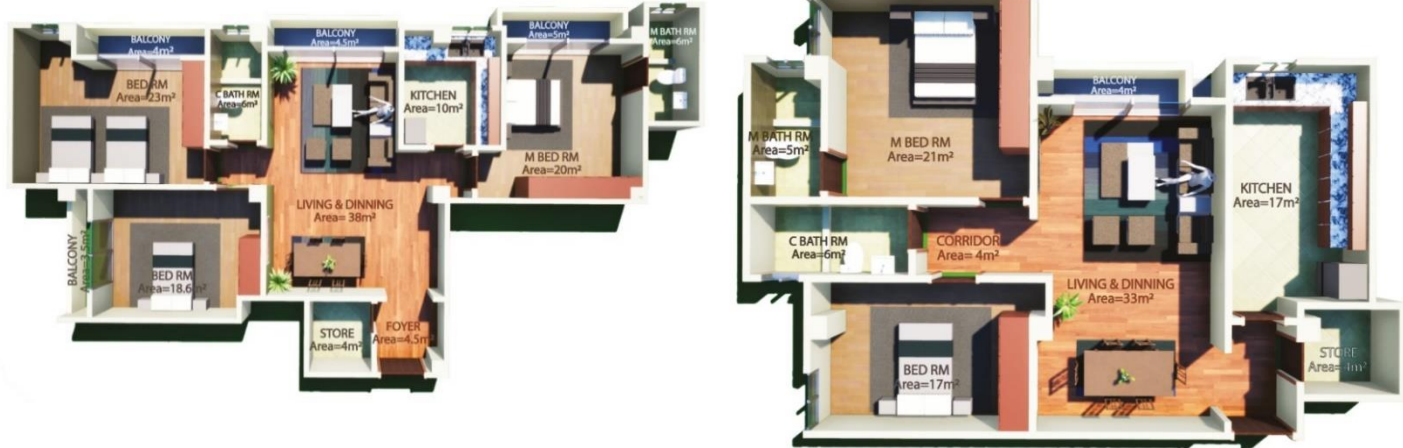 BALCONY
Area=4m²
BED RM
Area=23m²
C BATH RM
Area=6m²
BALCONY
Area=4.5m²
KITCHEN
Area=10m²
BALCONY
Area=5m²
M BATH RM
Area=6m²
M BED RM
Area=20m²
LIVING & DINNING
Area= 38m²
BALCONY
Area=3.5m²
BED RM
Area=18.6m²
STORE
Area=4m²
FOYER
Area=4.5m²
M BATH RM
Area=5m²
M BED RM
Area=21m²
BALCONY
Area=4m²
KITCHEN
Area=17m²
C BATH RM
Area=6m²
CORRIDOR
Area= 4m²
LIVING & DINNING
Area=33m²
BED RM
Area=17m²
STORE
Area=4m²